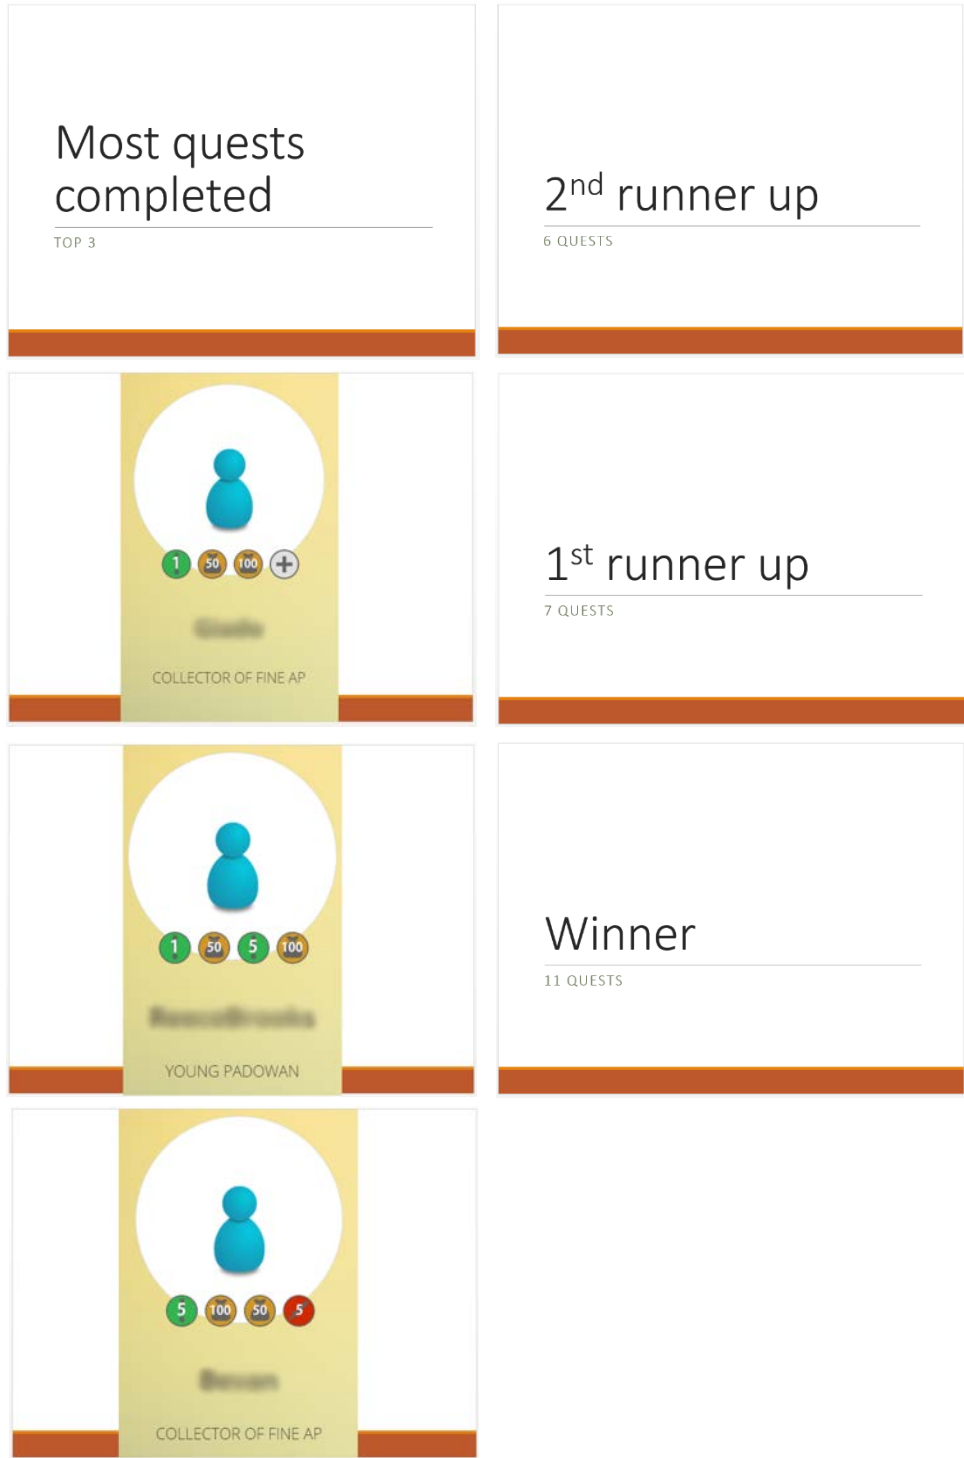 Most quests
completed
TOP 3
2nd runner up
6 QUESTS
1
50
100
COLLECTOR OF FINE AP
1st runner up
7 QUESTS
1
50
5
100
YOUNG PADOWAN
Winner
11 QUESTS
5
100
50
5
COLLECTOR OF FINE AP